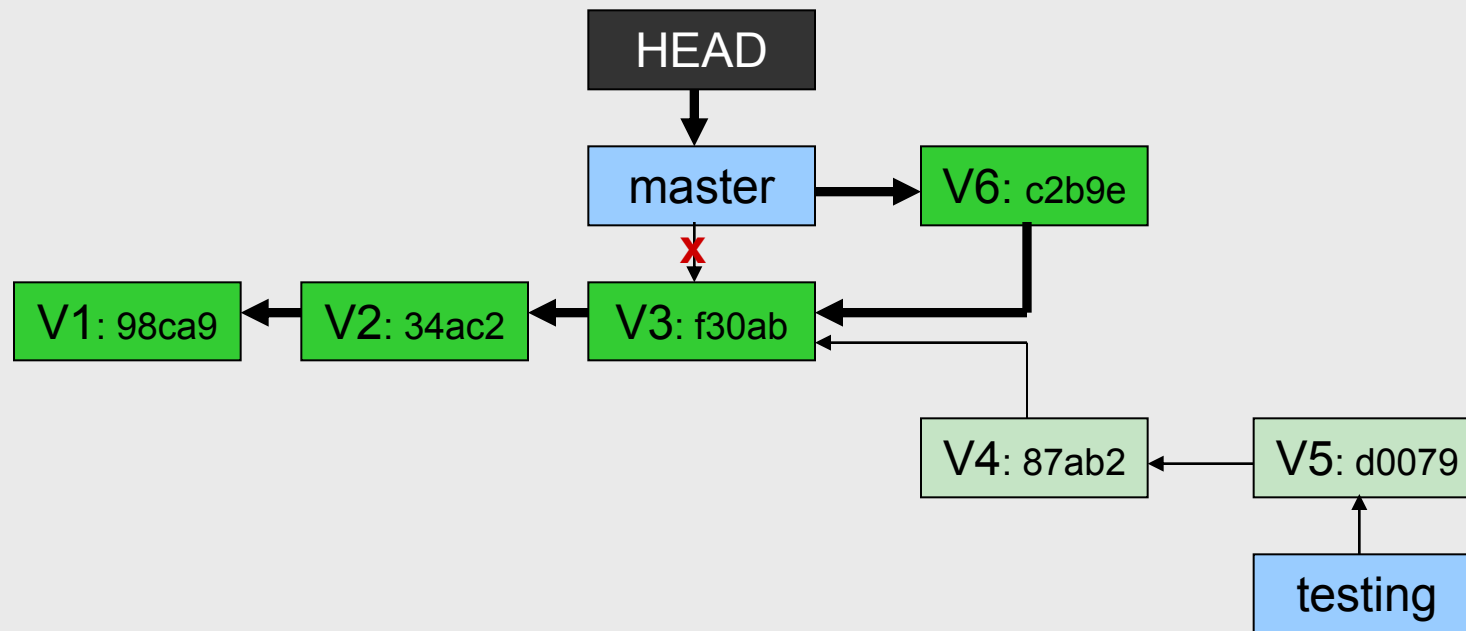 HEAD
master
V6: c2b9e
x
V1: 98ca9
V2: 34ac2
V3: f30ab
V4: 87ab2
V5: d0079
testing